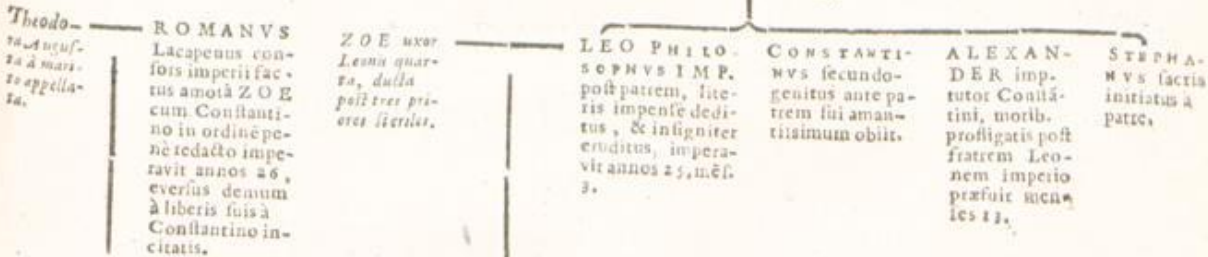 Theodo-
ra Augus-
ta à mari-
to appella-
ta.
ROMANVS
Lacapenus con-
ſors imperii fac-
tus amotâ ZOE
cum Conſtanti-
no in ordinē pe-
nè redacto impe-
ravit annos 26,
everſus demum
à liberis ſuis à
Conſtantino in-
citatis.
ZOE uxor
Leonis quar-
ta, ducta
poſt tres pri-
ores ſteriles.
LEO PHILO-
SOPHVS IMP.
poſt patrem, lite-
ris impenſè dedi-
tus, & inſigniter
eruditus, impera-
vit annos 25, mēſ.
3.
CONSTANTI-
NVS ſecundo-
genitus ante pa-
trem ſui aman-
tiſsimum obiit.
ALEXAN-
DER imp.
tutor Conſtā-
tini, morib.
profligatis poſt
fratrem Leo-
nem imperio
præfuit men-
ſes 13.
STEPHA-
NVS ſacris
initiatus à
patre.